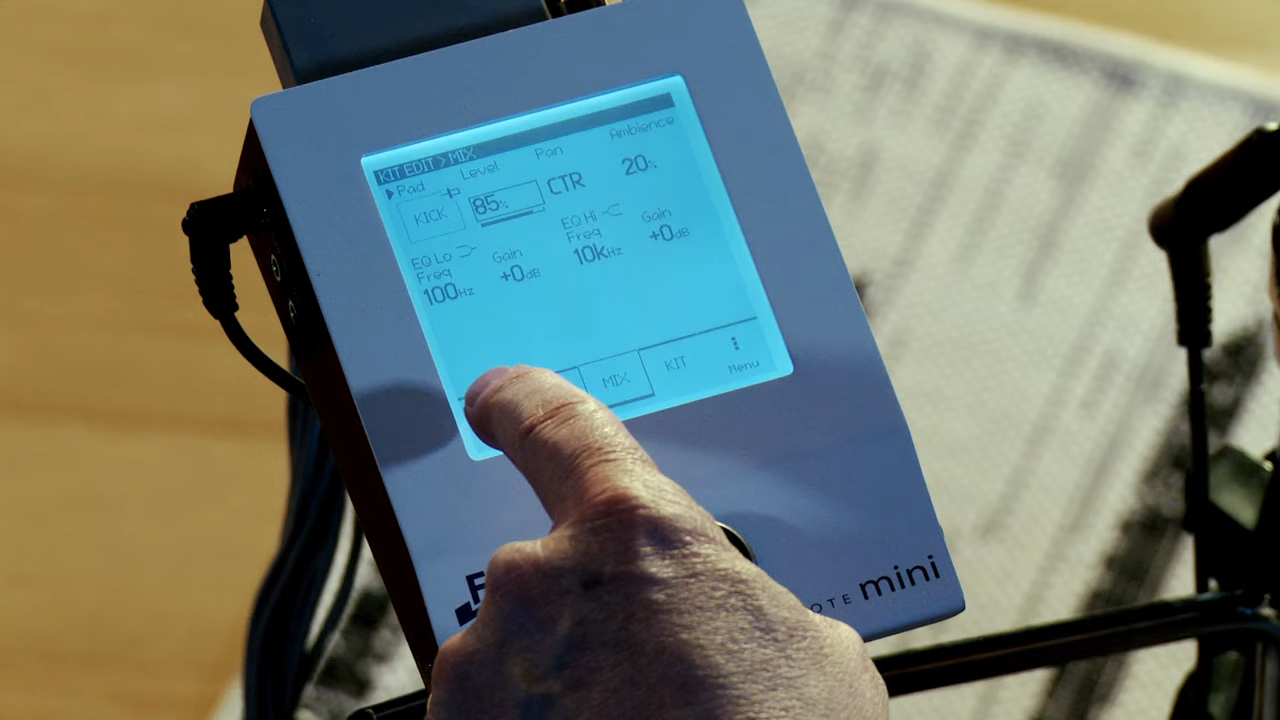 KIT EDIT > MIX
Pad Level Pan Ambience
KICK 85% CTR 20%
EQ Lo EQ Hi
Freq Gain Freq Gain
100Hz +0dB 10kHz +0dB
MIX KIT Menu
mini